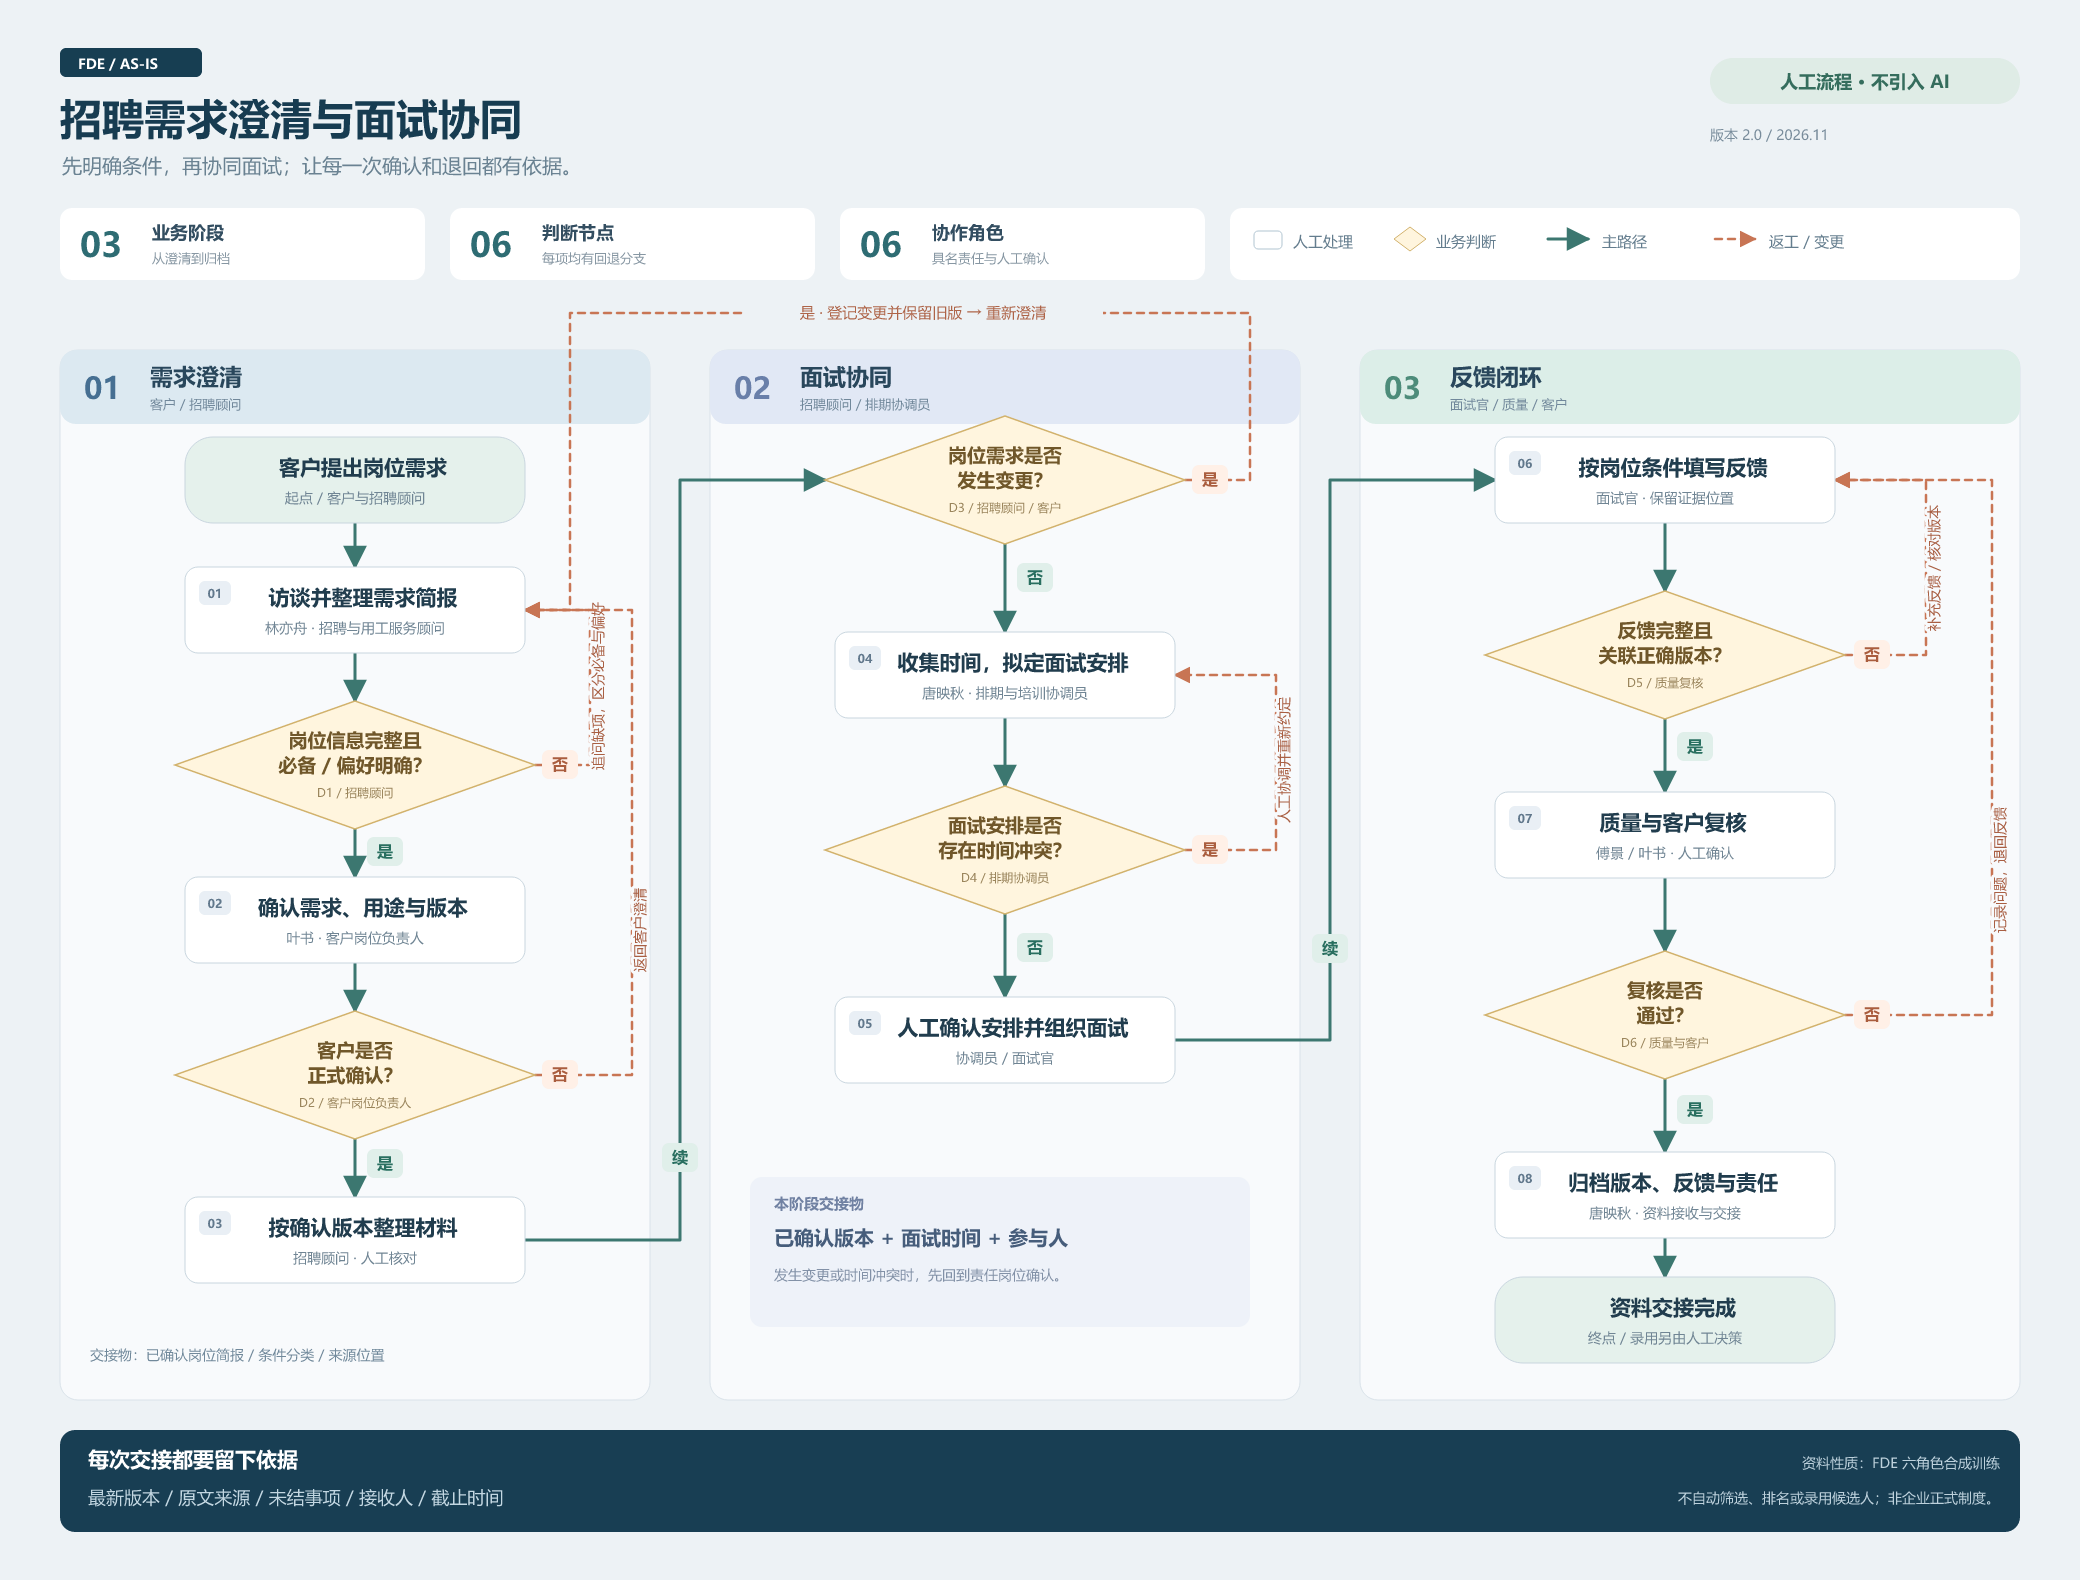 FDE / AS-IS
招聘需求澄清与面试协同
先明确条件，再协同面试；让每一次确认和退回都有依据。
人工流程 · 不引入 AI
版本 2.0 / 2026.11
03
业务阶段
从澄清到归档
06
判断节点
每项均有回退分支
06
协作角色
具名责任与人工确认
人工处理
业务判断
主路径
返工 / 变更
是 · 登记变更并保留旧版 → 重新澄清
01
需求澄清
客户 / 招聘顾问
客户提出岗位需求
起点 / 客户与招聘顾问
01
访谈并整理需求简报
林亦舟 · 招聘与用工服务顾问
岗位信息完整且
必备 / 偏好明确？
D1 / 招聘顾问
否
追问缺项，区分必备与偏好
是
02
确认需求、用途与版本
叶书 · 客户岗位负责人
返回客户澄清
客户是否
正式确认？
D2 / 客户岗位负责人
否
是
03
按确认版本整理材料
招聘顾问 · 人工核对
交接物：已确认岗位简报 / 条件分类 / 来源位置
续
02
面试协同
招聘顾问 / 排期协调员
岗位需求是否
发生变更？
D3 / 招聘顾问 / 客户
是
否
04
收集时间，拟定面试安排
唐映秋 · 排期与培训协调员
人工协调并重新约定
面试安排是否
存在时间冲突？
D4 / 排期协调员
是
否
05
人工确认安排并组织面试
协调员 / 面试官
本阶段交接物
已确认版本 + 面试时间 + 参与人
发生变更或时间冲突时，先回到责任岗位确认。
续
03
反馈闭环
面试官 / 质量 / 客户
06
按岗位条件填写反馈
面试官 · 保留证据位置
补充反馈 / 核对版本
反馈完整且
关联正确版本？
D5 / 质量复核
否
是
07
质量与客户复核
傅景 / 叶书 · 人工确认
记录问题，退回反馈
复核是否
通过？
D6 / 质量与客户
否
是
08
归档版本、反馈与责任
唐映秋 · 资料接收与交接
资料交接完成
终点 / 录用另由人工决策
每次交接都要留下依据
最新版本 / 原文来源 / 未结事项 / 接收人 / 截止时间
资料性质：FDE 六角色合成训练
不自动筛选、排名或录用候选人；非企业正式制度。